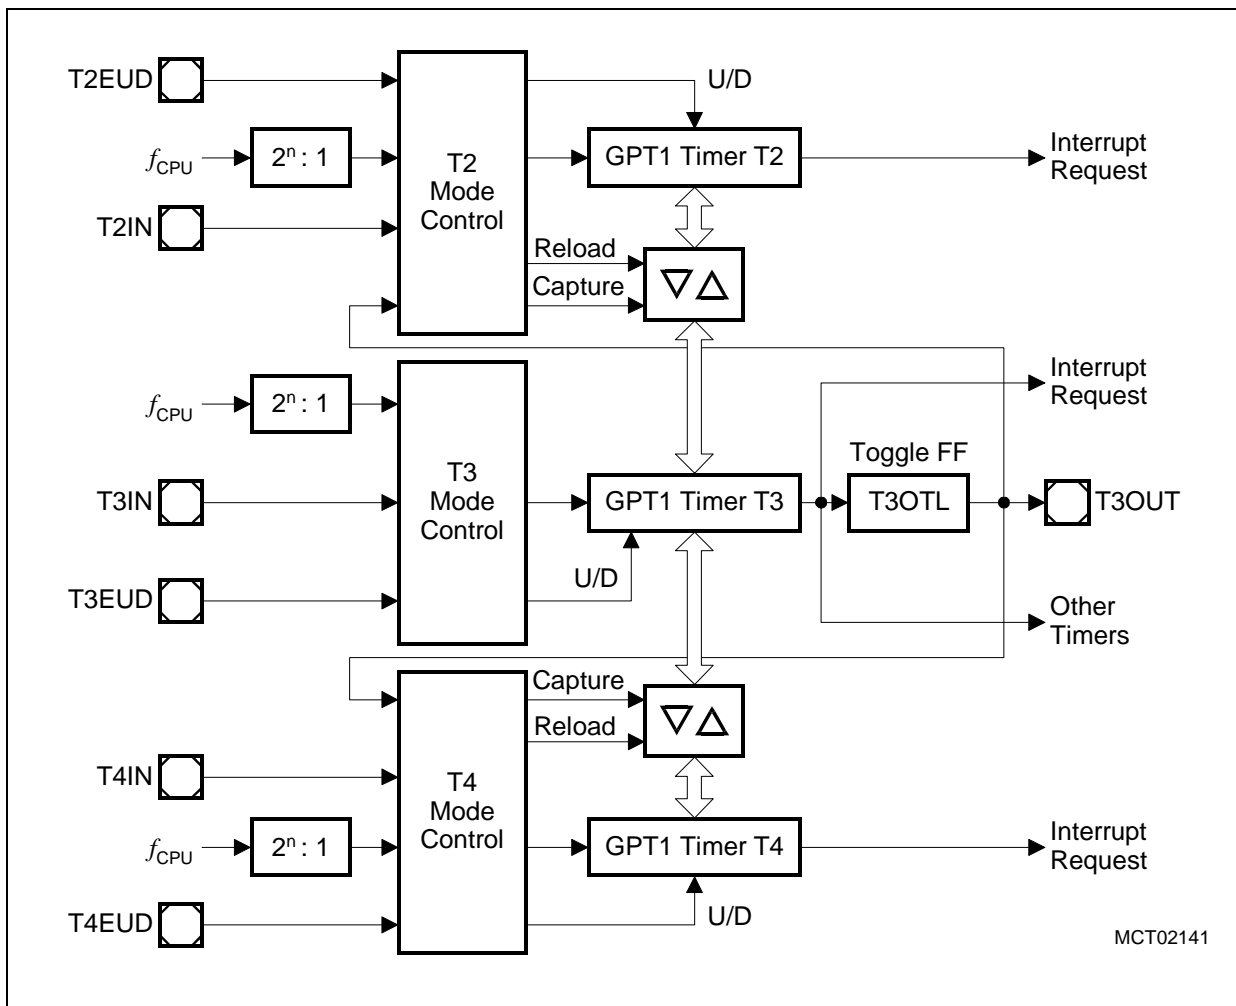 T2EUD
U/D
fCPU
2ⁿ : 1
T2
Mode
Control
GPT1 Timer T2
Interrupt
Request
T2IN
Reload
Capture
fCPU
2ⁿ : 1
Interrupt
Request
T3
Mode
Control
Toggle FF
T3IN
GPT1 Timer T3
T3OTL
T3OUT
U/D
T3EUD
Other
Timers
Capture
Reload
T4IN
T4
Mode
Control
fCPU
2ⁿ : 1
GPT1 Timer T4
Interrupt
Request
T4EUD
U/D
MCT02141